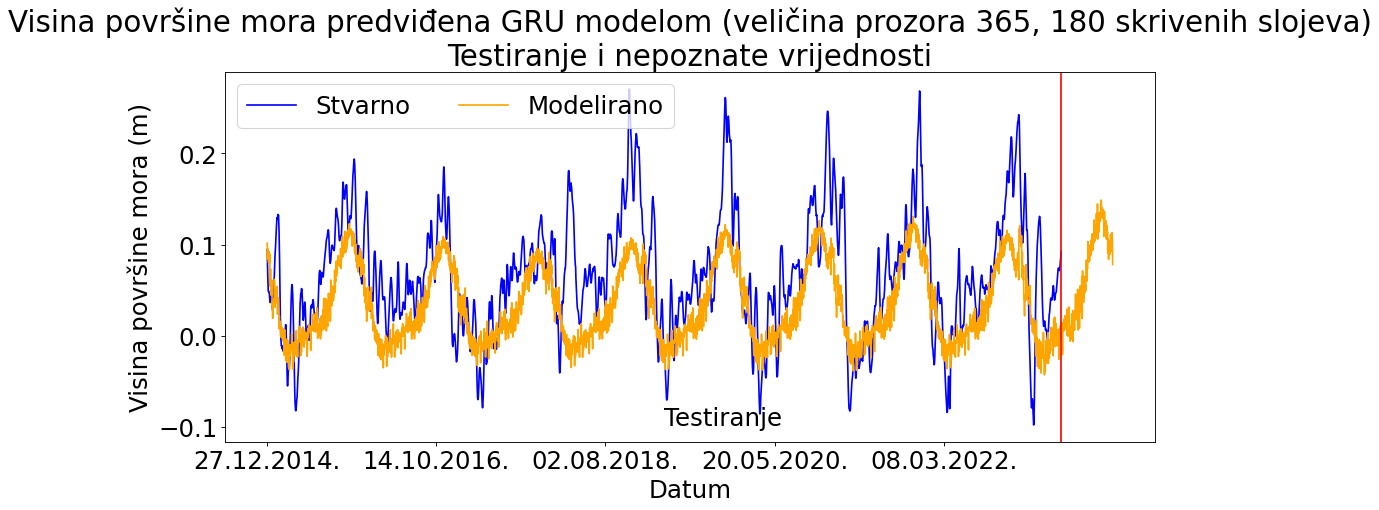 Visina površine mora predviđena GRU modelom (veličina prozora 365, 180 skrivenih slojeva)
Testiranje i nepoznate vrijednosti
Stvarno
Modelirano
Visina površine mora (m)
0.2
0.1
0.0
−0.1
Testiranje
27.12.2014.
14.10.2016.
02.08.2018.
20.05.2020.
08.03.2022.
Datum